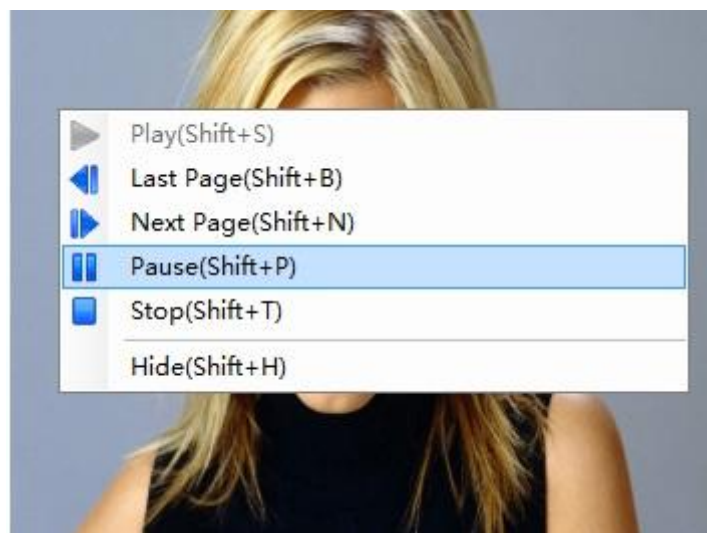 Play(Shift+S)
Last Page(Shift+B)
Next Page(Shift+N)
Pause(Shift+P)
Stop(Shift+T)
Hide(Shift+H)